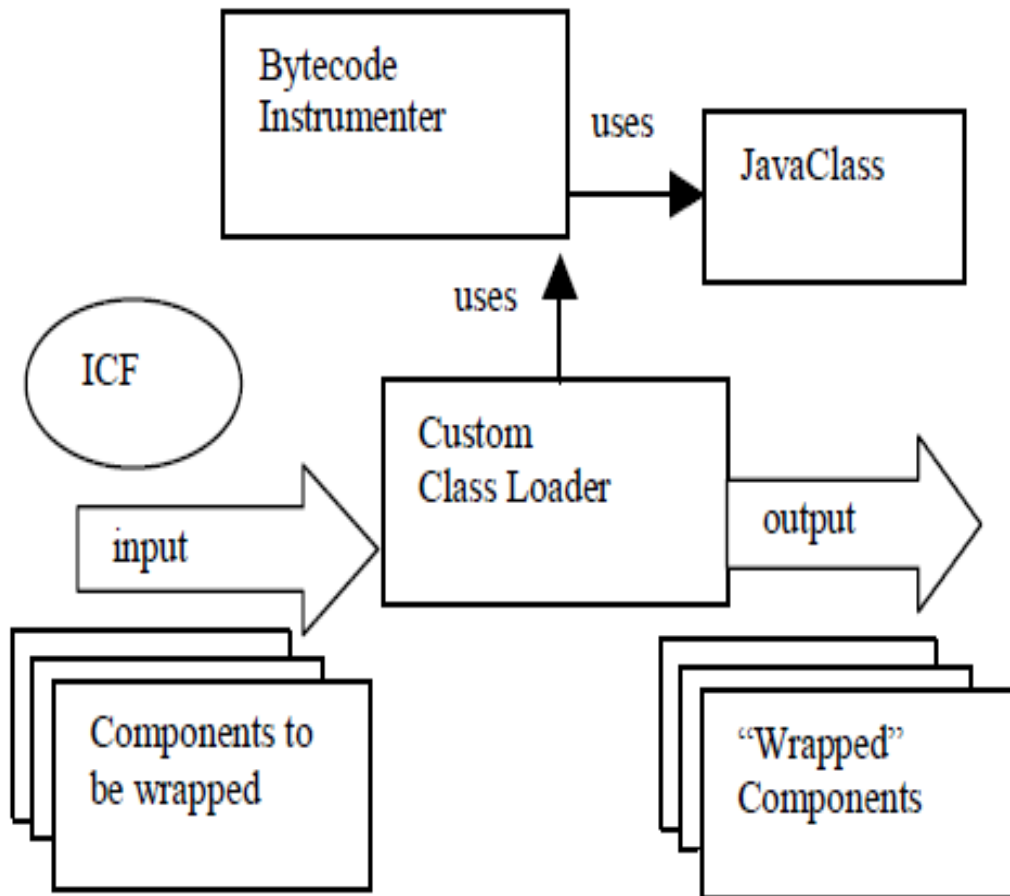 Bytecode
Instrumenter
uses
JavaClass
uses
ICF
Custom
Class Loader
input
output
Components to
be wrapped
“Wrapped”
Components